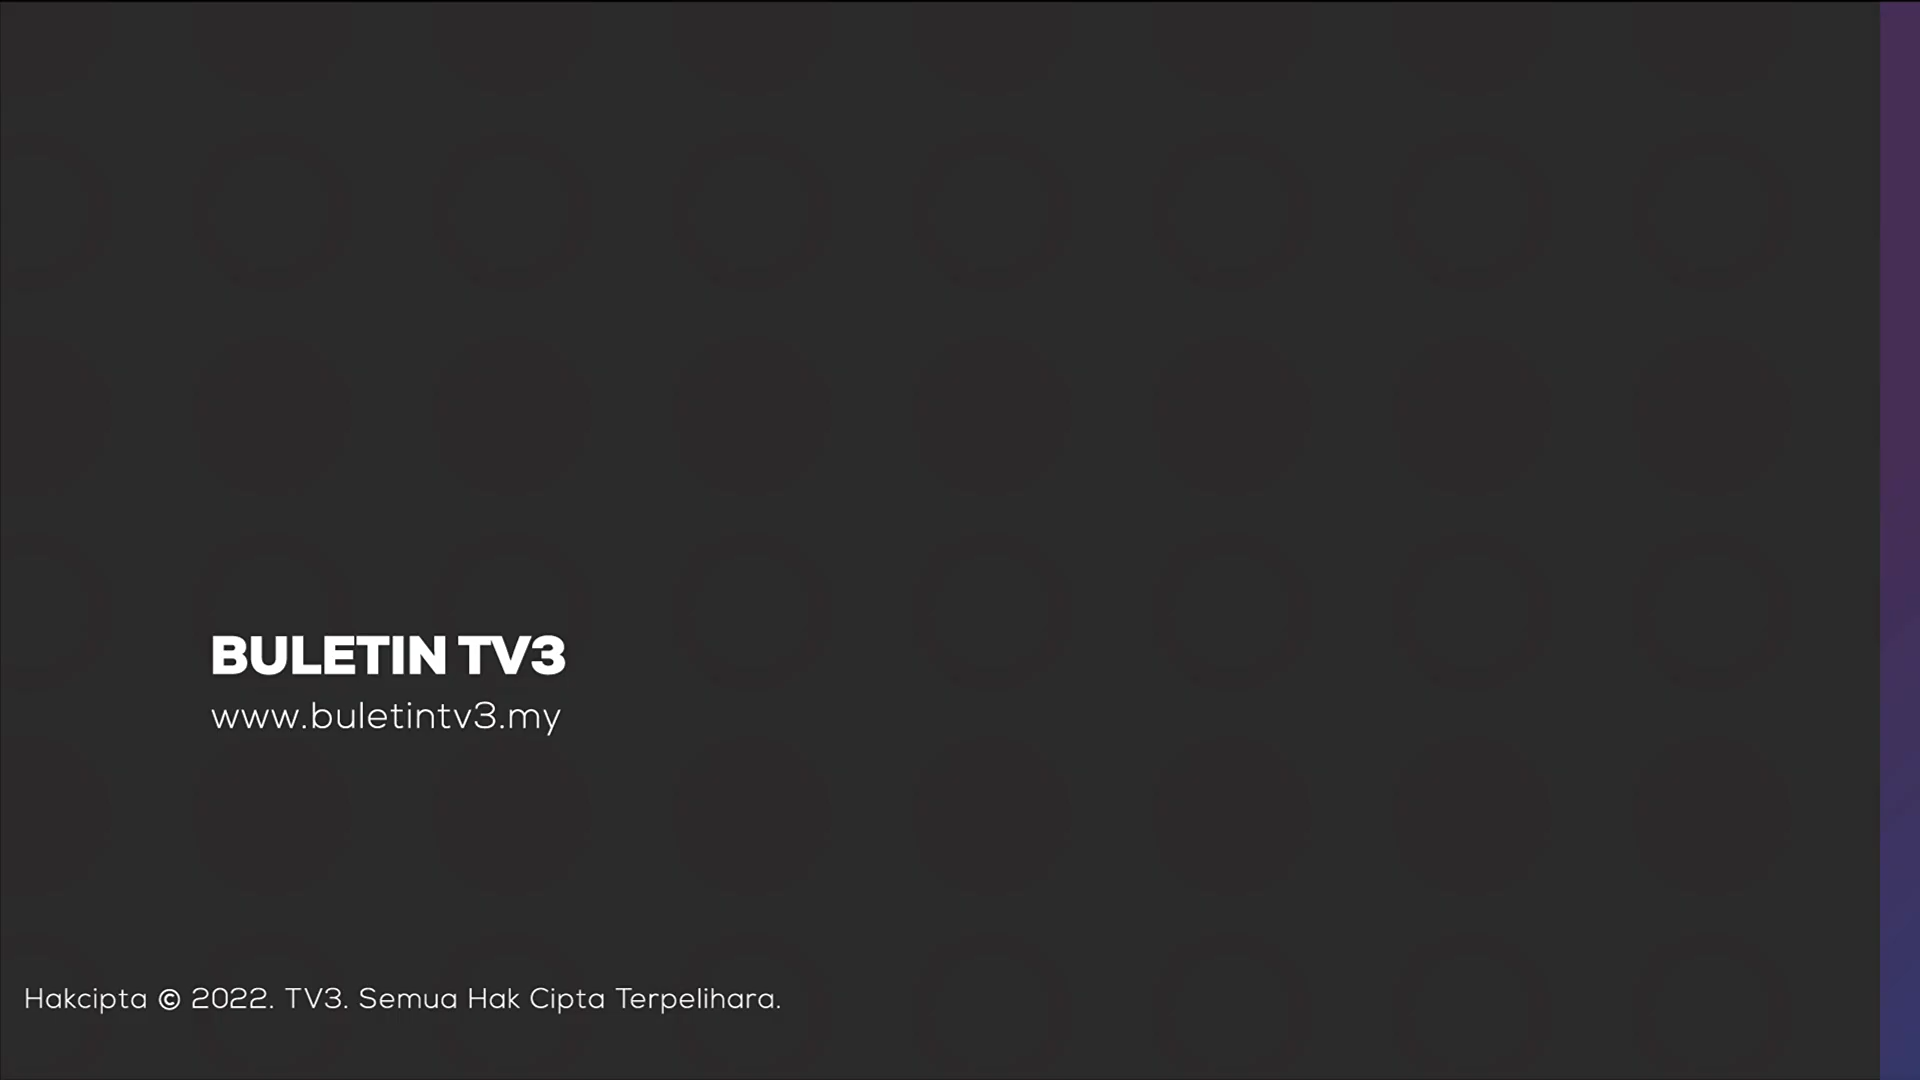 BULETIN TV3
www.buletintv3.my
Hakcipta © 2022. TV3. Semua Hak Cipta Terpelihara.